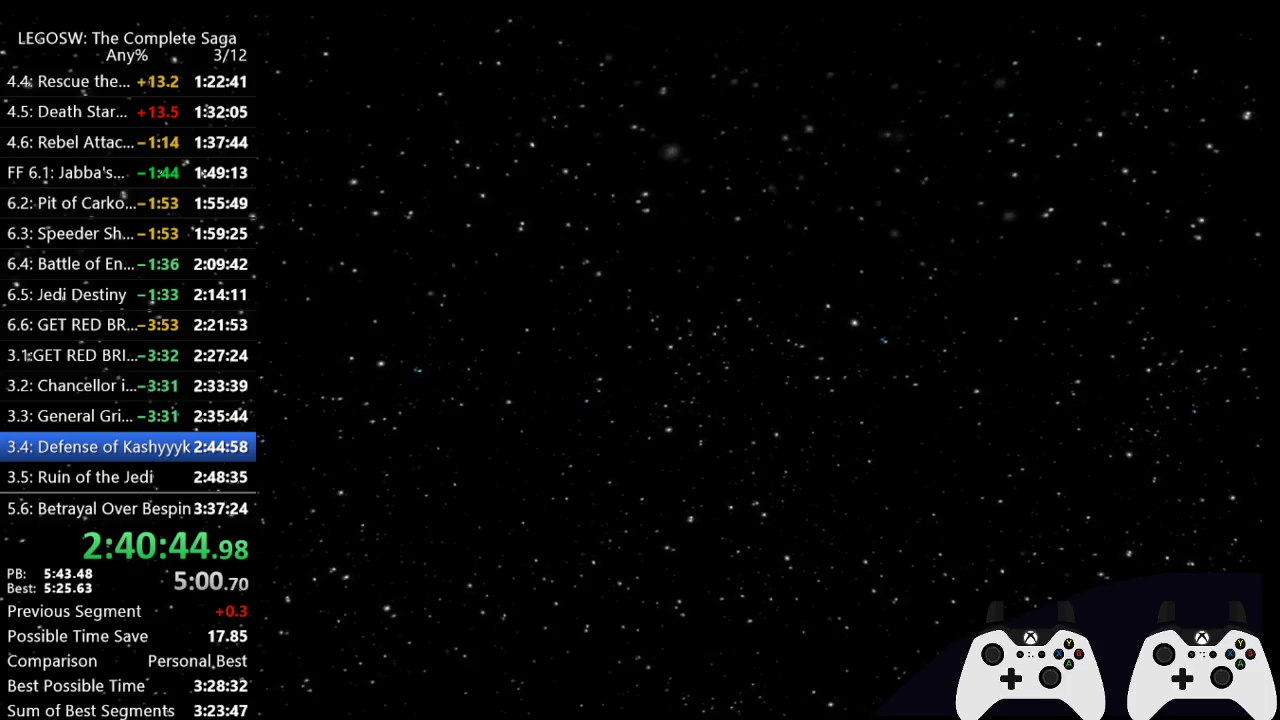 LEGOSW: The Complete Saga
Any% 3/12
4.4: Rescue the... +13.2 1:22:41
4.5: Death Star... +13.5 1:32:05
4.6: Rebel Attac... −1:14 1:37:44
FF 6.1: Jabba's... −1:44 1:49:13
6.2: Pit of Carko... −1:53 1:55:49
6.3: Speeder Sh... −1:53 1:59:25
6.4: Battle of En... −1:36 2:09:42
6.5: Jedi Destiny −1:33 2:14:11
6.6: GET RED BR... −3:53 2:21:53
3.1:GET RED BRI... −3:32 2:27:24
3.2: Chancellor i... −3:31 2:33:39
3.3: General Gri... −3:31 2:35:44
3.4: Defense of Kashyyyk 2:44:58
3.5: Ruin of the Jedi 2:48:35
5.6: Betrayal Over Bespin 3:37:24
2:40:44.98
PB: 5:43.48
Best: 5:25.63
5:00.70
Previous Segment +0.3
Possible Time Save 17.85
Comparison Personal Best
Best Possible Time 3:28:32
Sum of Best Segments 3:23:47
Y
X B
A
Y
X B
A